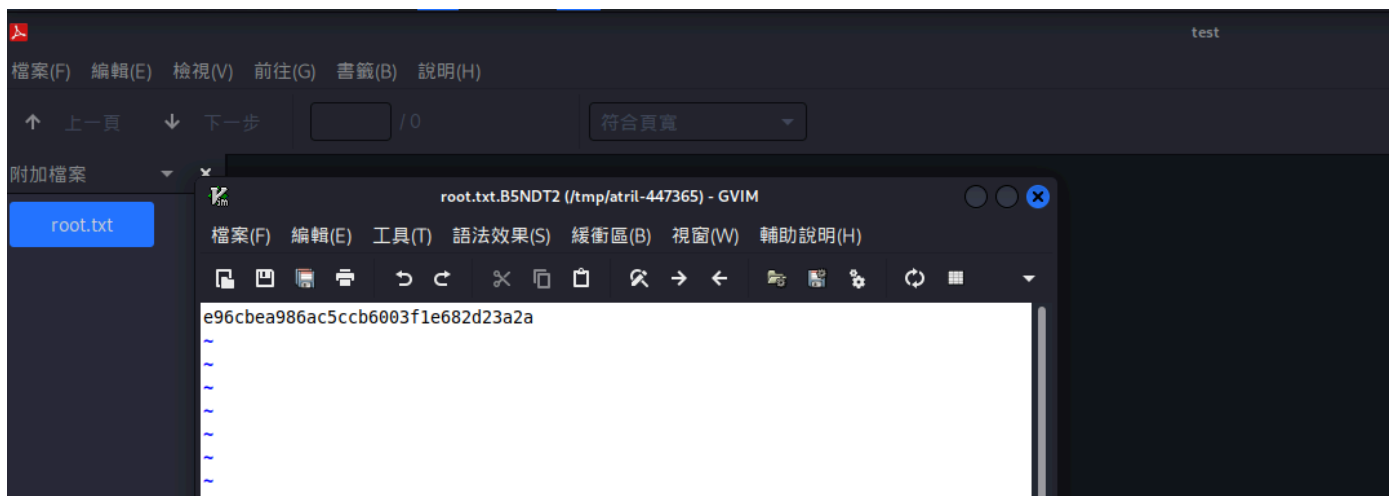 test
檔案(F) 編輯(E) 檢視(V) 前往(G) 書籤(B) 說明(H)
上一頁 下一步 / 0 符合頁寬
附加檔案
root.txt
root.txt.B5NDT2 (/tmp/atril-447365) - GVIM
檔案(F) 編輯(E) 工具(T) 語法效果(S) 緩衝區(B) 視窗(W) 輔助說明(H)
e96cbea986ac5ccb6003f1e682d23a2a
~
~
~
~
~
~
~